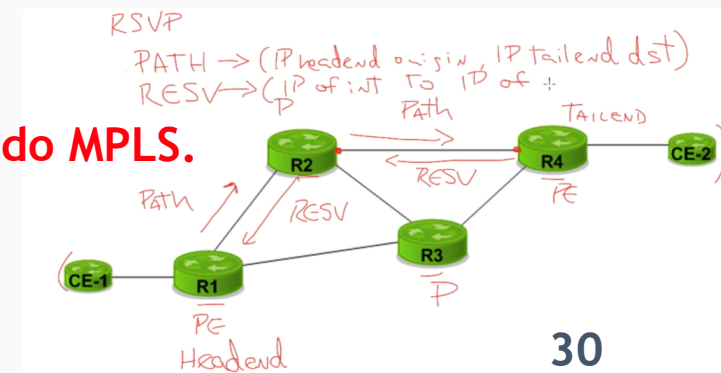 RSVP
PATH → (IP headend origin, IP tailend dst)
RESV → (IP of int To IP of
P
do MPLS.
Path
TAILEND
R2
R4
CE-2
RESV
PE
PATH
RESV
R3
P
CE-1
R1
PE
Headend
30